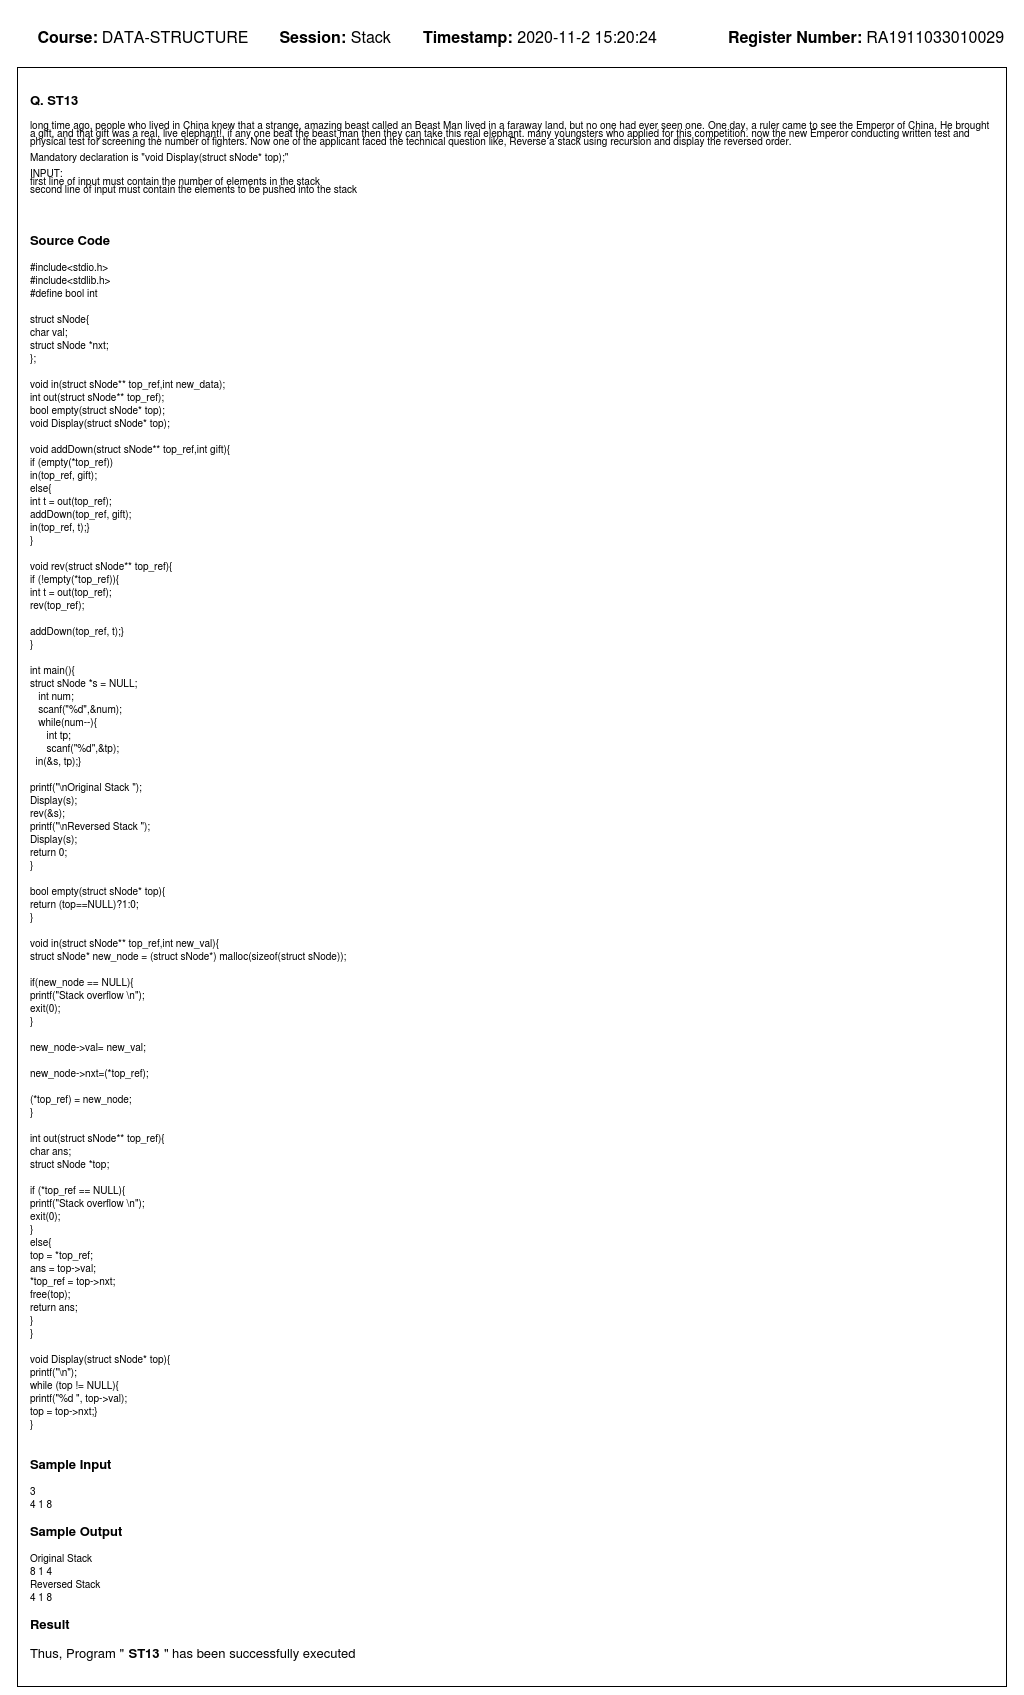 Course: DATA-STRUCTURE Session: Stack Timestamp: 2020-11-2 15:20:24 Register Number: RA1911033010029
Q. ST13
long time ago, people who lived in China knew that a strange, amazing beast called an Beast Man lived in a faraway land, but no one had ever seen one. One day, a ruler came to see the Emperor of China, He brought
a gift, and that gift was a real, live elephant!, if any one beat the beast man then they can take this real elephant. many youngsters who applied for this competition. now the new Emperor conducting written test and
physical test for screening the number of fighters. Now one of the applicant faced the technical question like, Reverse a stack using recursion and display the reversed order.
Mandatory declaration is "void Display(struct sNode* top);"
INPUT:
first line of input must contain the number of elements in the stack
second line of input must contain the elements to be pushed into the stack
Source Code
#include<stdio.h>
#include<stdlib.h>
#define bool int
struct sNode{
char val;
struct sNode *nxt;
};
void in(struct sNode** top_ref,int new_data);
int out(struct sNode** top_ref);
bool empty(struct sNode* top);
void Display(struct sNode* top);
void addDown(struct sNode** top_ref,int gift){
if (empty(*top_ref))
in(top_ref, gift);
else{
int t = out(top_ref);
addDown(top_ref, gift);
in(top_ref, t);}
}
void rev(struct sNode** top_ref){
if (!empty(*top_ref)){
int t = out(top_ref);
rev(top_ref);
addDown(top_ref, t);}
}
int main(){
struct sNode *s = NULL;
int num;
scanf("%d",&num);
while(num--){
int tp;
scanf("%d",&tp);
in(&s, tp);}
printf("\nOriginal Stack ");
Display(s);
rev(&s);
printf("\nReversed Stack ");
Display(s);
return 0;
}
bool empty(struct sNode* top){
return (top==NULL)?1:0;
}
void in(struct sNode** top_ref,int new_val){
struct sNode* new_node = (struct sNode*) malloc(sizeof(struct sNode));
if(new_node == NULL){
printf("Stack overflow \n");
exit(0);
}
new_node->val= new_val;
new_node->nxt=(*top_ref);
(*top_ref) = new_node;
}
int out(struct sNode** top_ref){
char ans;
struct sNode *top;
if (*top_ref == NULL){
printf("Stack overflow \n");
exit(0);
}
else{
top = *top_ref;
ans = top->val;
*top_ref = top->nxt;
free(top);
return ans;
}
}
void Display(struct sNode* top){
printf("\n");
while (top != NULL){
printf("%d ", top->val);
top = top->nxt;}
}
Sample Input
3
4 1 8
Sample Output
Original Stack
8 1 4
Reversed Stack
4 1 8
Result
Thus, Program " ST13 " has been successfully executed